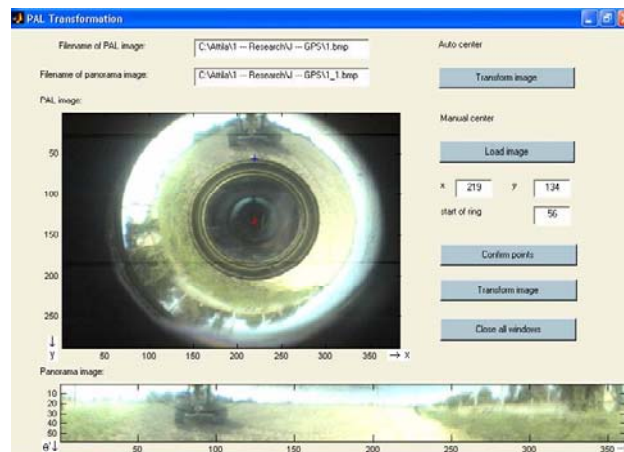 PAL Transformation
Filename of PAL image: C:\Attila\1 --- Research\J --- GPS\1.bmp
Auto center
Filename of panorama image: C:\Attila\1 --- Research\J --- GPS\1_1.bmp
Transform image
PAL image:
Manual center
Load image
x 219 y 134
start of ring 56
Confirm points
Transform image
Close all windows
50
100
150
200
250
↓
y
50 100 150 200 250 300 350 → x
Panorama image:
10
20
30
40
50
50 100 150 200 250 300 350